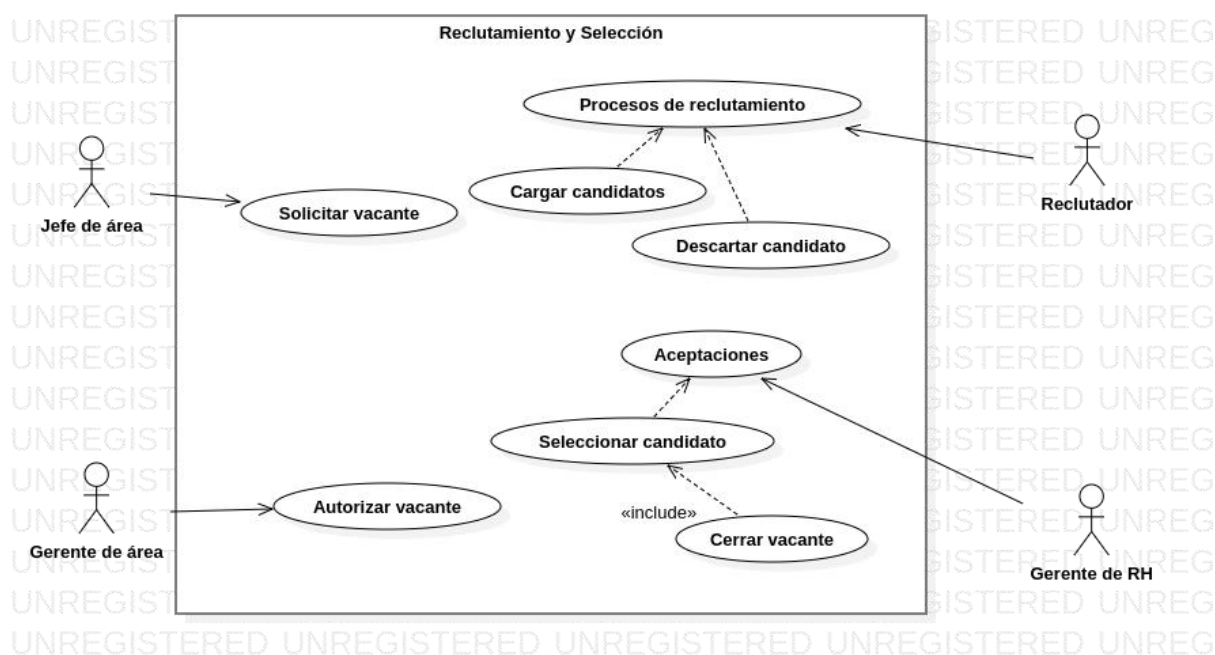 Reclutamiento y Selección
Procesos de reclutamiento
Cargar candidatos
Reclutador
Solicitar vacante
Jefe de área
Descartar candidato
Aceptaciones
Seleccionar candidato
Autorizar vacante
«include»
Cerrar vacante
Gerente de área
Gerente de RH
UNREGISTERED UNREGISTERED UNREGISTERED UNREGISTERED UNREG